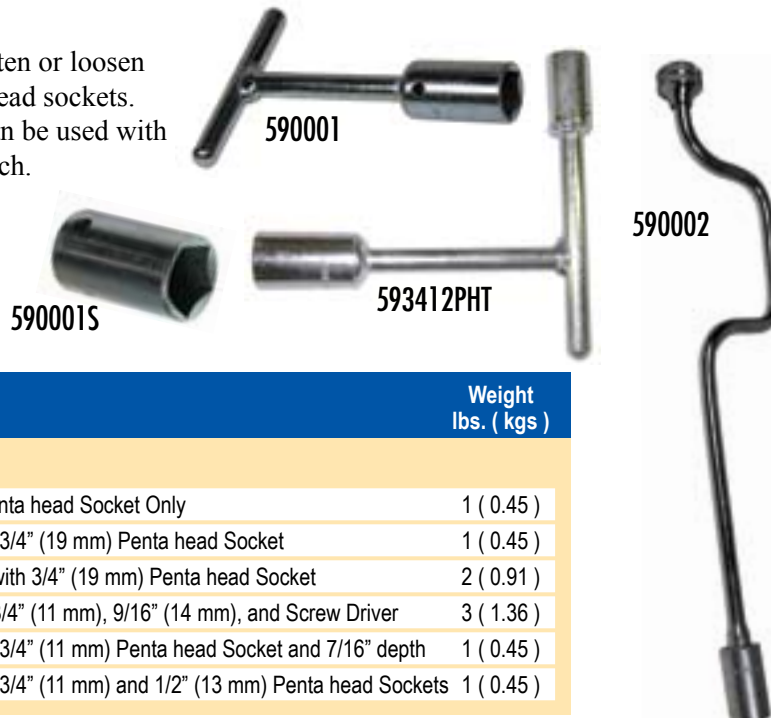 ten or loosen
ead sockets.
n be used with
ch.
590001
590002
593412PHT
590001S
Weight
lbs. ( kgs )
nta head Socket Only 1 ( 0.45 )
3/4” (19 mm) Penta head Socket 1 ( 0.45 )
with 3/4” (19 mm) Penta head Socket 2 ( 0.91 )
3/4” (11 mm), 9/16” (14 mm), and Screw Driver 3 ( 1.36 )
3/4” (11 mm) Penta head Socket and 7/16” depth 1 ( 0.45 )
3/4” (11 mm) and 1/2” (13 mm) Penta head Sockets 1 ( 0.45 )